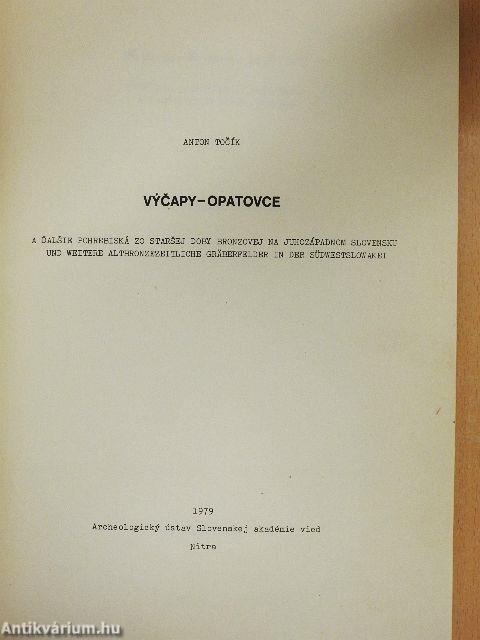 ANTON TOČÍK
VÝČAPY-OPATOVCE
A ĎALŠIE POHREBISKÁ ZO STARŠEJ DOBY BRONZOVEJ NA JUHOZÁPADNOM SLOVENSKU
UND WEITERE ALTBRONZEZEITLICHE GRÄBERFELDER IN DER SÜDWESTSLOWAKEI
1979
Archeologický ústav Slovenskej akadémie vied
Nitra
Antikvárium.hu